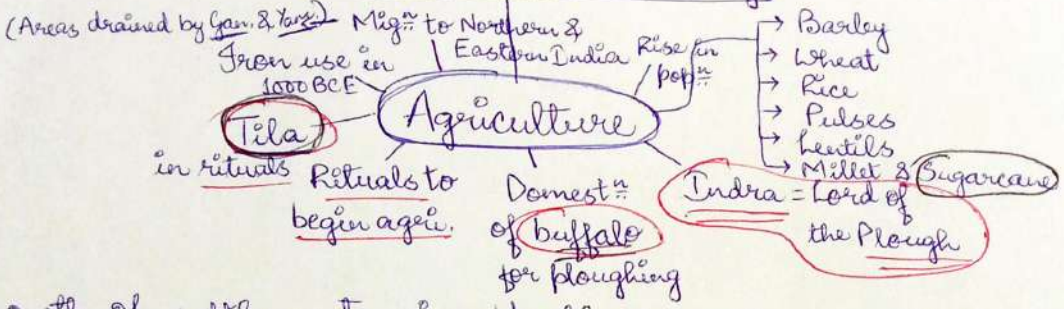 (Areas drained by Gan. & Yam.)
Mig.ⁿ to Northern &
Eastern India
Iron use in
1000 BCE
Rise in
popⁿ
Agriculture
Tila
in rituals
Rituals to
begin agri.
Domestⁿ
of buffalo
for ploughing
Indra = Lord of
the Plough
→ Barley
→ Wheat
→ Rice
→ Pulses
→ Lentils
→ Millet & Sugarcane